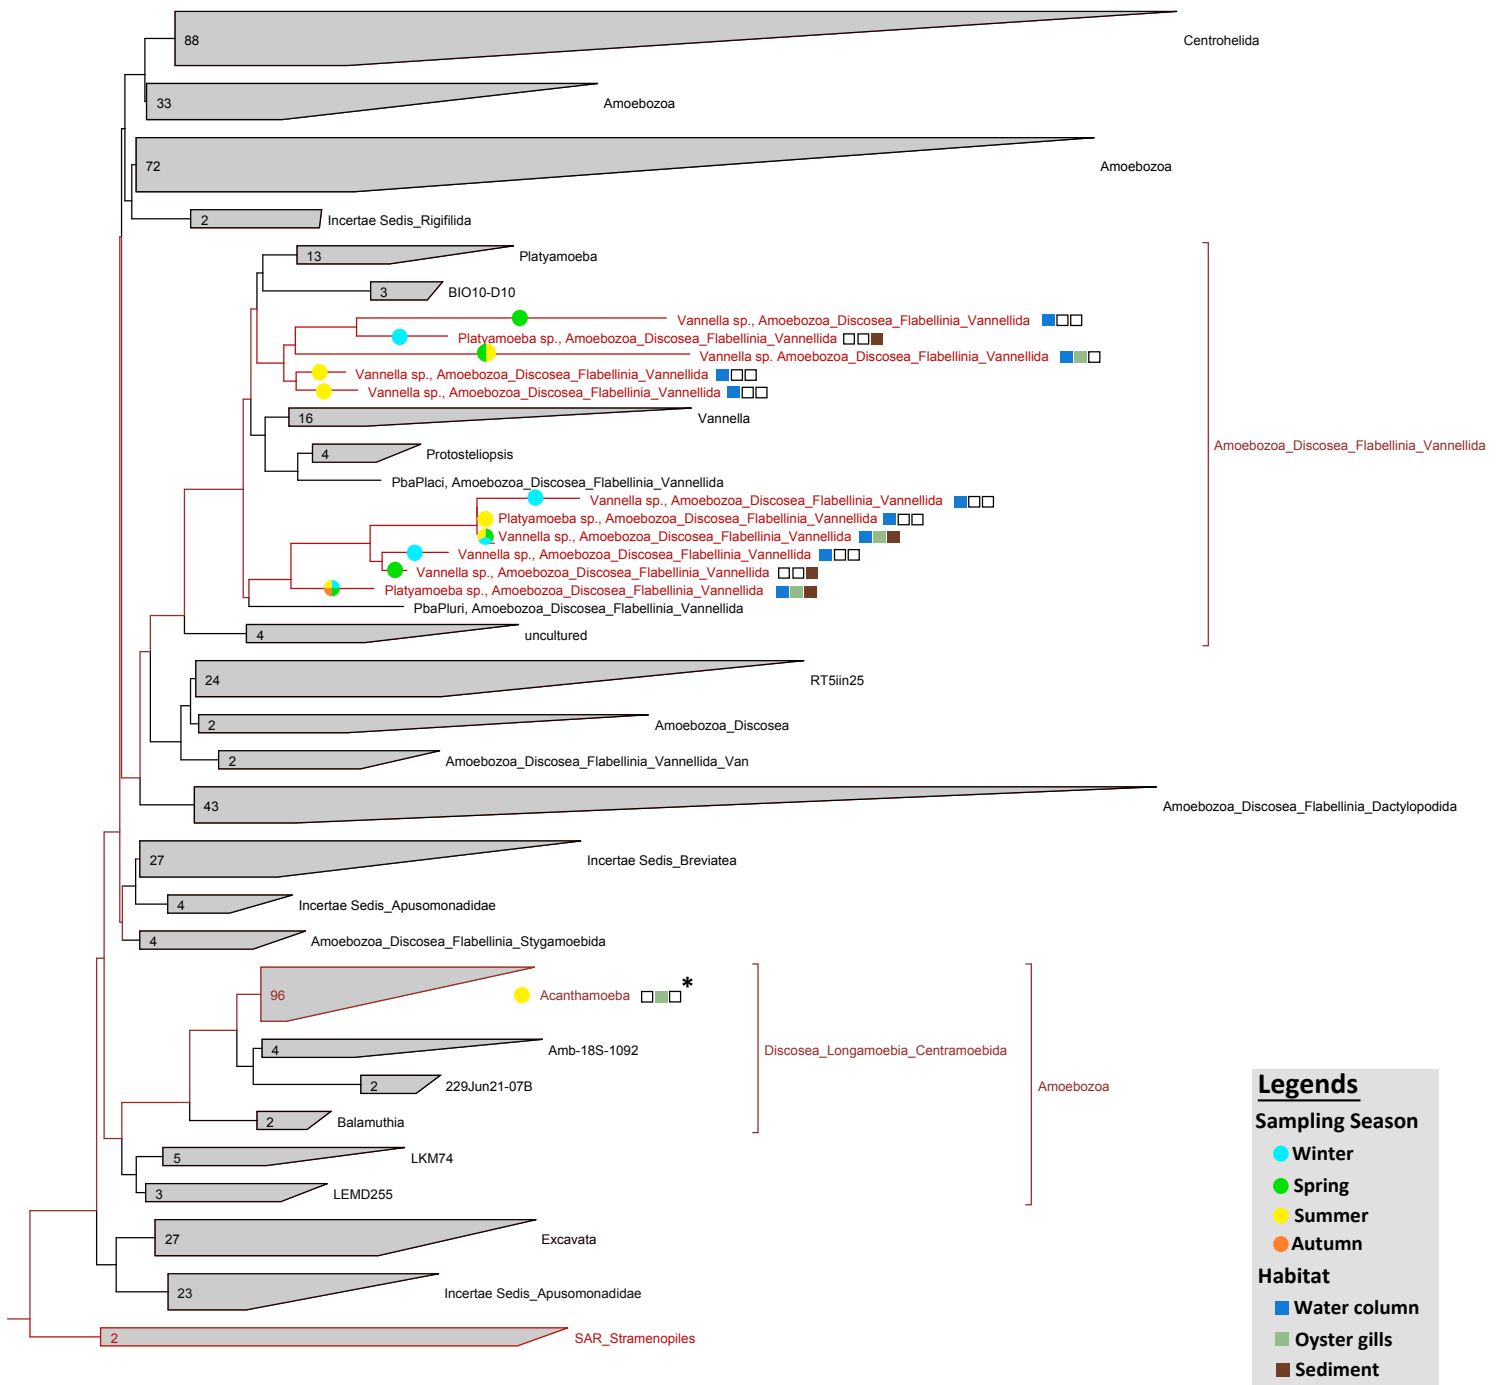 88
Centrohelida
33
Amoebozoa
72
Amoebozoa
2
Incertae Sedis_Rigifilida
13
Platyamoeba
3
BIO10-D10
Vannella sp., Amoebozoa_Discosea_Flabellinia_Vannellida
Platyamoeba sp., Amoebozoa_Discosea_Flabellinia_Vannellida
Vannella sp. Amoebozoa_Discosea_Flabellinia_Vannellida
Vannella sp., Amoebozoa_Discosea_Flabellinia_Vannellida
Vannella sp., Amoebozoa_Discosea_Flabellinia_Vannellida
16
Vannella
Amoebozoa_Discosea_Flabellinia_Vannellida
4
Protosteliopsis
PbaPlaci, Amoebozoa_Discosea_Flabellinia_Vannellida
Vannella sp., Amoebozoa_Discosea_Flabellinia_Vannellida
Platyamoeba sp., Amoebozoa_Discosea_Flabellinia_Vannellida
Vannella sp., Amoebozoa_Discosea_Flabellinia_Vannellida
Vannella sp., Amoebozoa_Discosea_Flabellinia_Vannellida
Vannella sp., Amoebozoa_Discosea_Flabellinia_Vannellida
Platyamoeba sp., Amoebozoa_Discosea_Flabellinia_Vannellida
PbaPluri, Amoebozoa_Discosea_Flabellinia_Vannellida
4
uncultured
24
RT5iin25
2
Amoebozoa_Discosea
2
Amoebozoa_Discosea_Flabellinia_Vannellida_Van
43
Amoebozoa_Discosea_Flabellinia_Dactylopodida
27
Incertae Sedis_Breviatea
4
Incertae Sedis_Apusomonadidae
4
Amoebozoa_Discosea_Flabellinia_Stygamoebida
96
Acanthamoeba
*
4
Amb-18S-1092
Discosea_Longamoebia_Centramoebida
2
229Jun21-07B
Amoebozoa
2
Balamuthia
5
LKM74
3
LEMD255
27
Excavata
23
Incertae Sedis_Apusomonadidae
2
SAR_Stramenopiles
Legends
Sampling Season
Winter
Spring
Summer
Autumn
Habitat
Water column
Oyster gills
Sediment